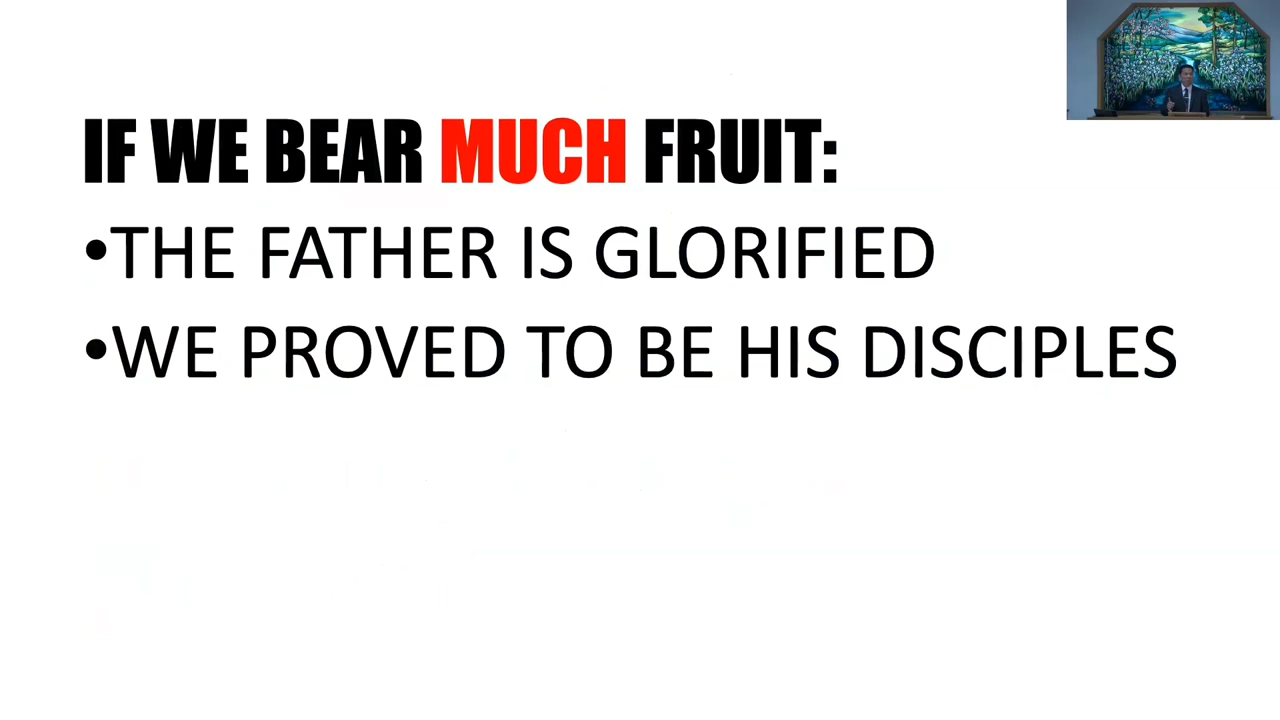 IF WE BEAR MUCH FRUIT:
•THE FATHER IS GLORIFIED
•WE PROVED TO BE HIS DISCIPLES